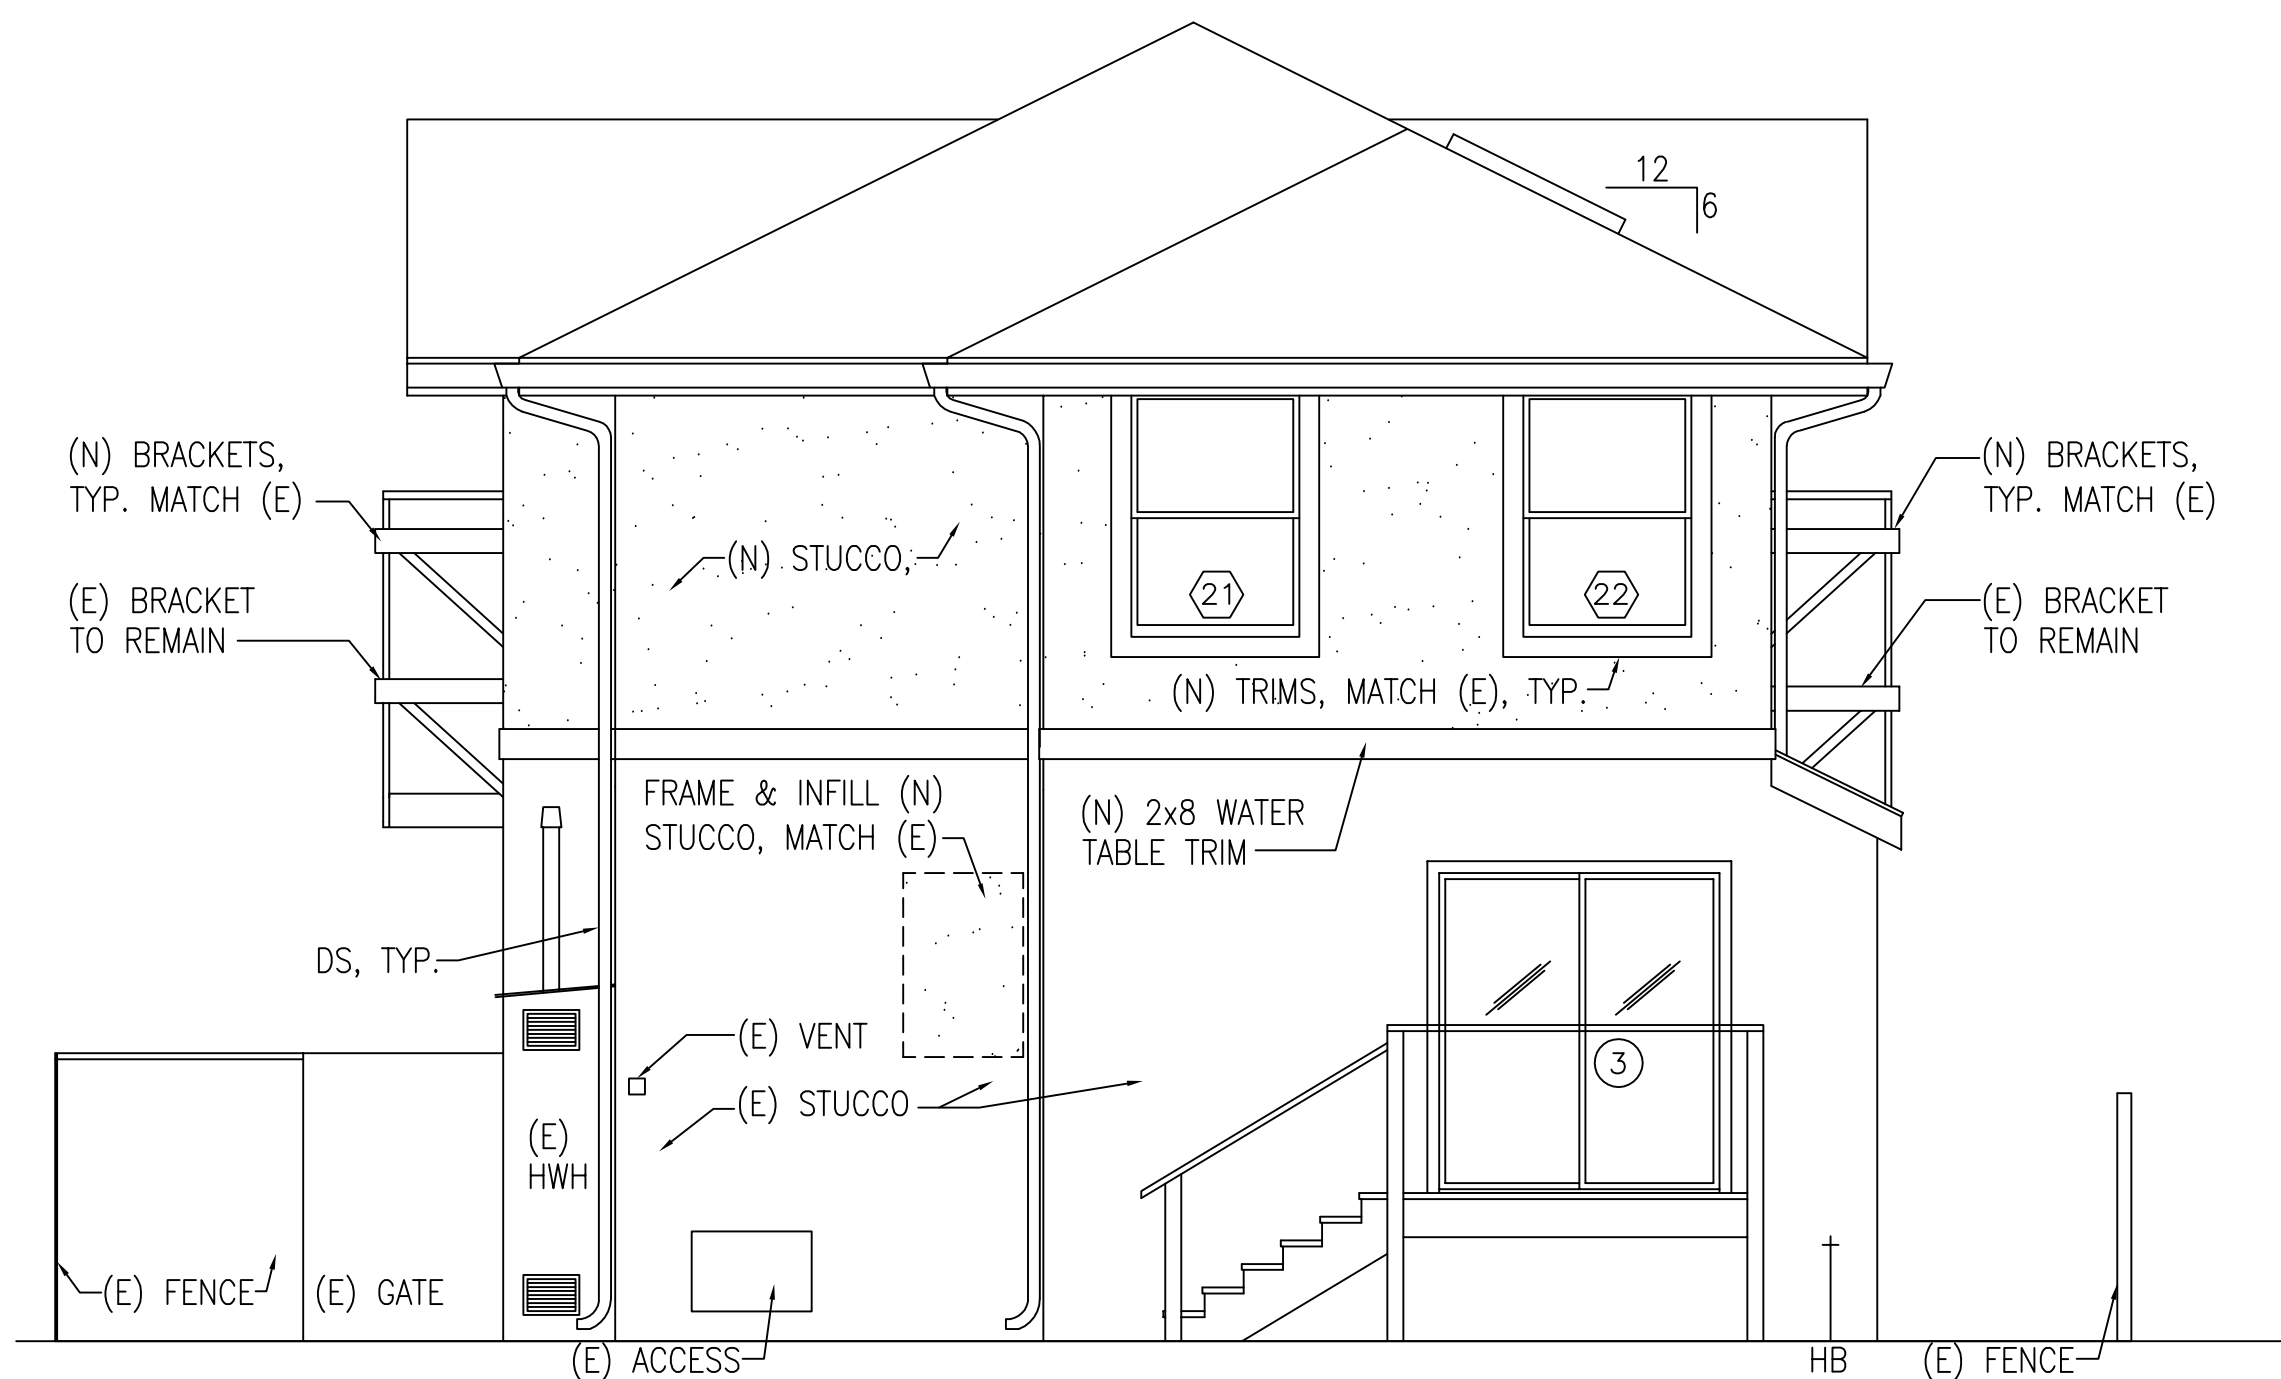 12
6
(N) BRACKETS,
TYP. MATCH (E)
(N) BRACKETS,
TYP. MATCH (E)
(N) STUCCO,
(E) BRACKET
TO REMAIN
21
22
(E) BRACKET
TO REMAIN
(N) TRIMS, MATCH (E), TYP.
FRAME & INFILL (N)
STUCCO, MATCH (E)
(N) 2x8 WATER
TABLE TRIM
DS, TYP.
(E) VENT
3
(E) STUCCO
(E)
HWH
(E) FENCE
(E) GATE
(E) ACCESS
HB
(E) FENCE